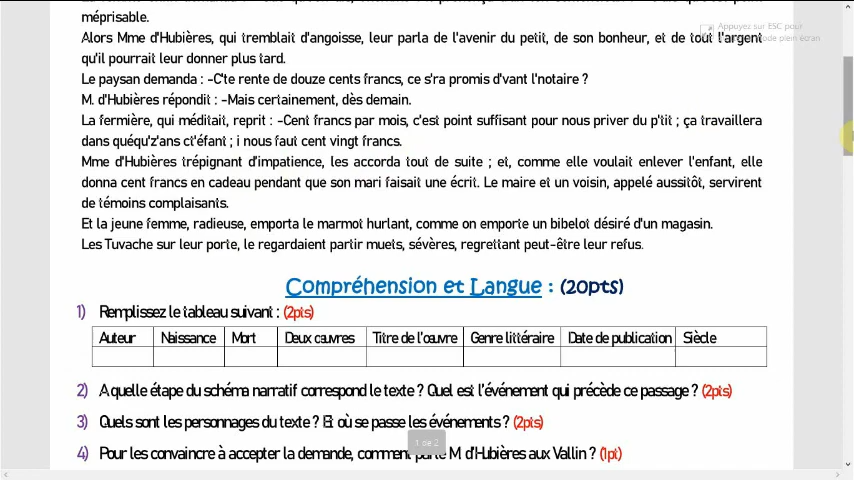 méprisable.
Alors Mme d'Hubières, qui tremblait d'angoisse, leur parla de l'avenir du petit, de son bonheur, et de tout l'argent
qu'il pourrait leur donner plus tard.
Le paysan demanda : -C'te rente de douze cents francs, ce s'ra promis d'vant l'notaire ?
M. d'Hubières répondit : -Mais certainement, dès demain.
La fermière, qui méditait, reprit : -Cent francs par mois, c'est point suffisant pour nous priver du p'tit ; ça travaillera
dans quéqu'z'ans ct'éfant ; i nous faut cent vingt francs.
Mme d'Hubières trépignant d'impatience, les accorda tout de suite ; et, comme elle voulait enlever l'enfant, elle
donna cent francs en cadeau pendant que son mari faisait une écrit. Le maire et un voisin, appelé aussitôt, servirent
de témoins complaisants.
Et la jeune femme, radieuse, emporta le marmot hurlant, comme on emporte un bibelot désiré d'un magasin.
Les Tuvache sur leur porte, le regardaient partir muets, sévères, regrettant peut-être leur refus.
Compréhension et Langue : (20pts)
1) Remplissez le tableau suivant : (2pts)
Auteur Naissance Mort Deux œuvres Titre de l'œuvre Genre littéraire Date de publication Siècle
2) A quelle étape du schéma narratif correspond le texte ? Quel est l'événement qui précède ce passage ? (2pts)
3) Quels sont les personnages du texte ? Et où se passe les événements ? (2pts)
4) Pour les convaincre à accepter la demande, comment parle M d'Hubières aux Vallin ? (1pt)
Appuyez sur ESC pour
mode plein écran
1 de 2